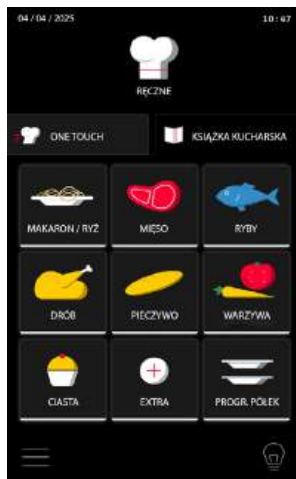 04 / 04 / 2025 10 : 47
RĘCZNE
ONE TOUCH
KSIĄŻKA KUCHARSKA
MAKARON / RYŻ
MIĘSO
RYBY
DRÓB
PIECZYWO
WARZYWA
CIASTA
EXTRA
PROGR. PÓŁEK